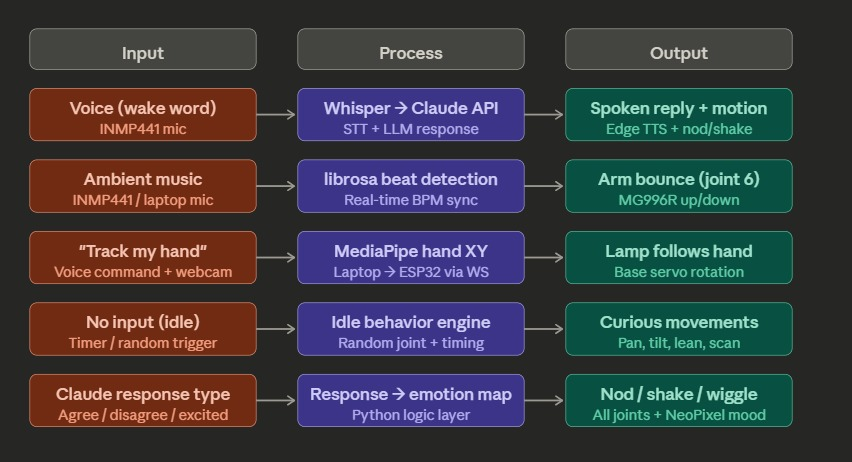 Input
Process
Output
Voice (wake word)
INMP441 mic
Whisper → Claude API
STT + LLM response
Spoken reply + motion
Edge TTS + nod/shake
Ambient music
INMP441 / laptop mic
librosa beat detection
Real-time BPM sync
Arm bounce (joint 6)
MG996R up/down
"Track my hand"
Voice command + webcam
MediaPipe hand XY
Laptop → ESP32 via WS
Lamp follows hand
Base servo rotation
No input (idle)
Timer / random trigger
Idle behavior engine
Random joint + timing
Curious movements
Pan, tilt, lean, scan
Claude response type
Agree / disagree / excited
Response → emotion map
Python logic layer
Nod / shake / wiggle
All joints + NeoPixel mood